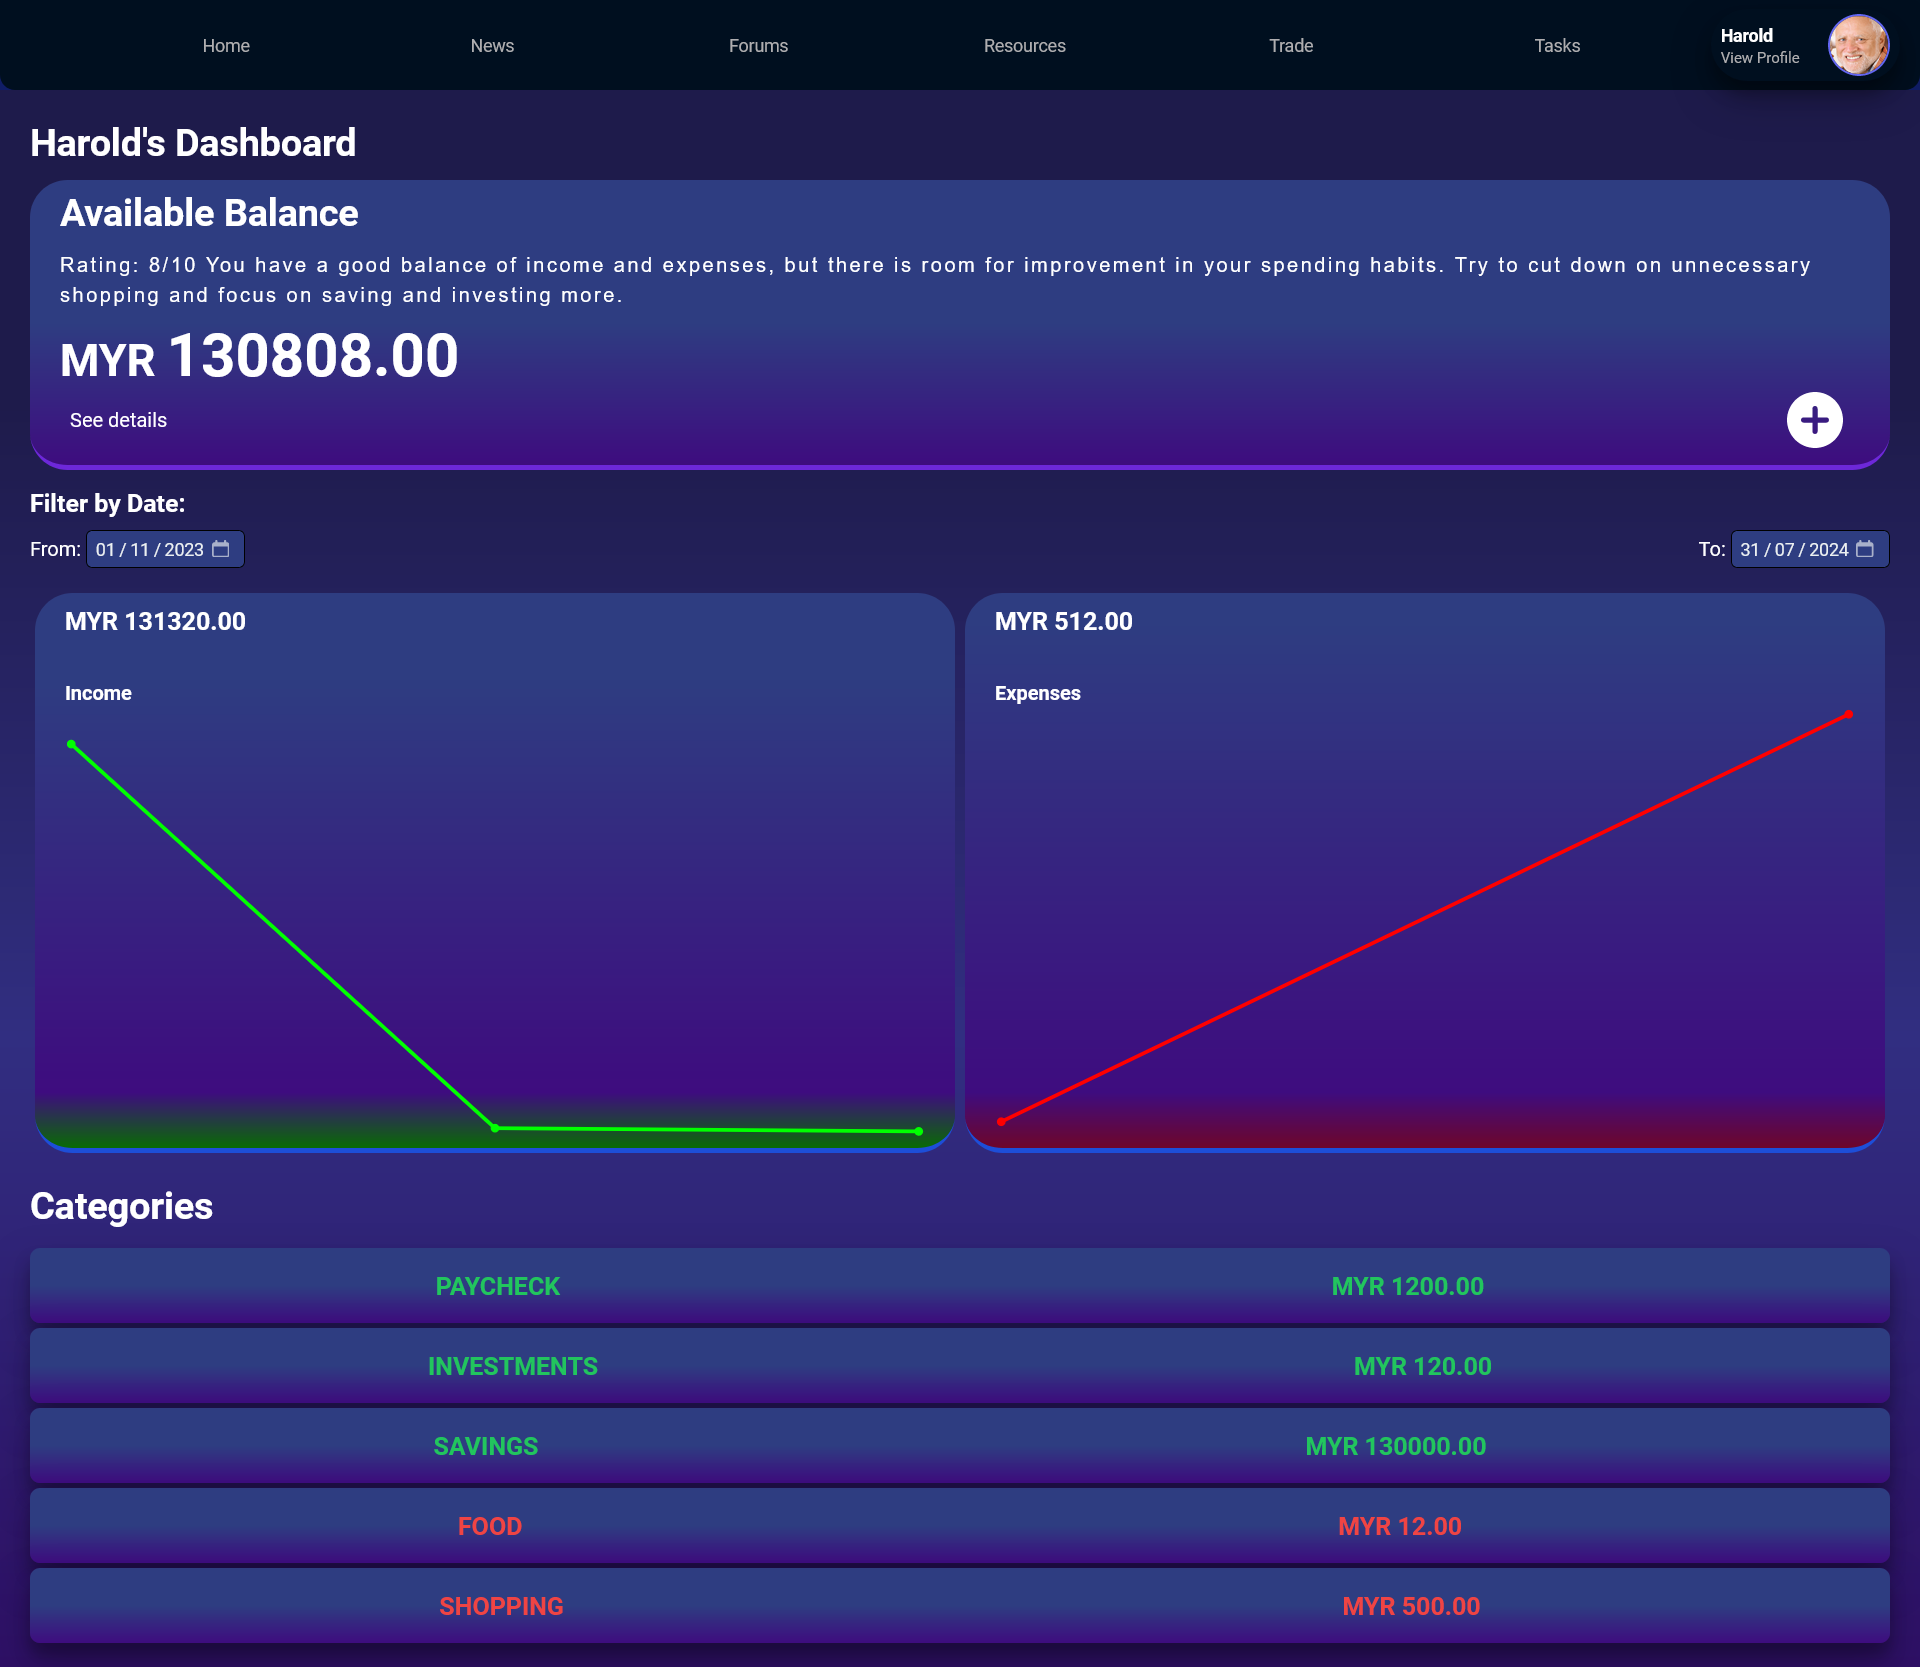 Home News Forums Resources Trade Tasks Harold
View Profile
Harold's Dashboard
Available Balance
Rating: 8/10 You have a good balance of income and expenses, but there is room for improvement in your spending habits. Try to cut down on unnecessary
shopping and focus on saving and investing more.
MYR 130808.00
See details
Filter by Date:
From: 01 / 11 / 2023 To: 31 / 07 / 2024
MYR 131320.00
Income
MYR 512.00
Expenses
Categories
PAYCHECK MYR 1200.00
INVESTMENTS MYR 120.00
SAVINGS MYR 130000.00
FOOD MYR 12.00
SHOPPING MYR 500.00